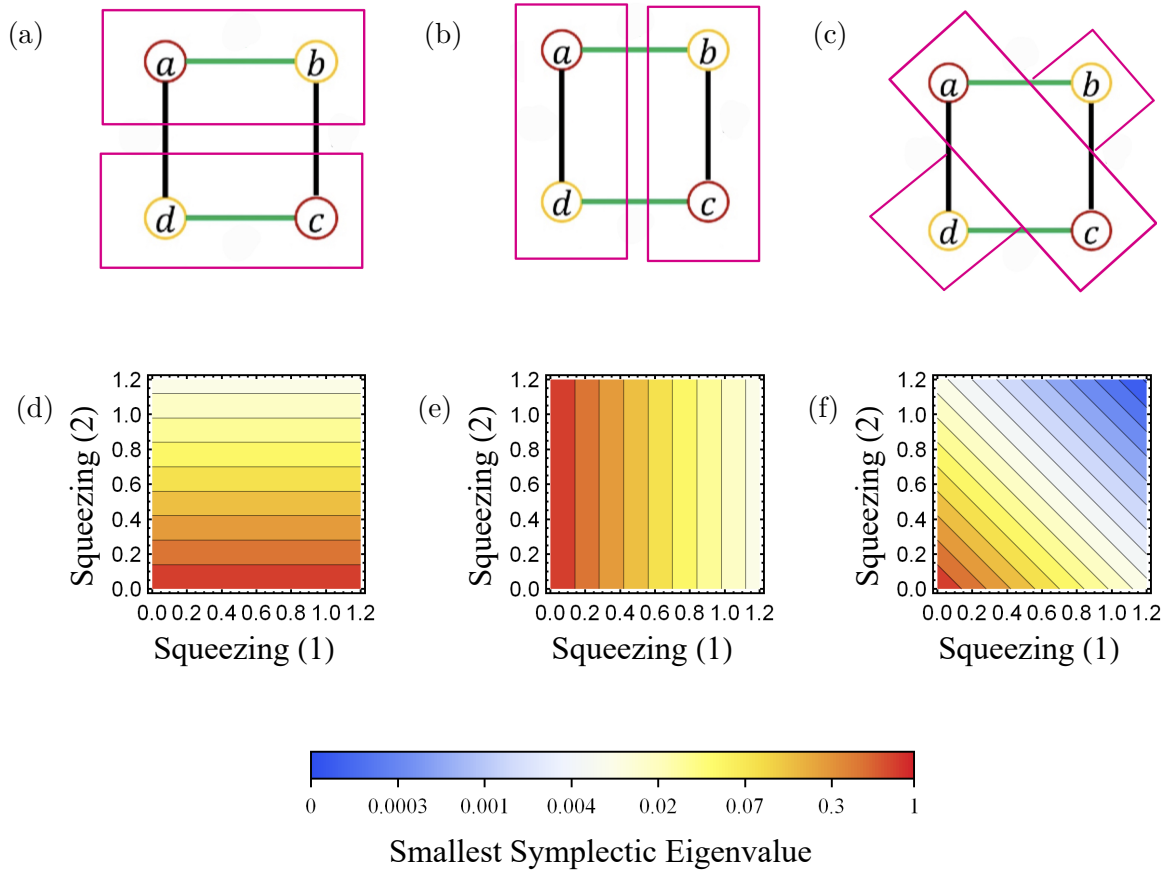 (a) (b) (c)
a b a b a b
d c d c d c
(d) (e) (f)
Squeezing (2)
1.2
1.0
0.8
0.6
0.4
0.2
0.0
0.0 0.2 0.4 0.6 0.8 1.0 1.2
Squeezing (1)
Squeezing (2)
1.2
1.0
0.8
0.6
0.4
0.2
0.0
0.0 0.2 0.4 0.6 0.8 1.0 1.2
Squeezing (1)
Squeezing (2)
1.2
1.0
0.8
0.6
0.4
0.2
0.0
0.0 0.2 0.4 0.6 0.8 1.0 1.2
Squeezing (1)
0 0.0003 0.001 0.004 0.02 0.07 0.3 1
Smallest Symplectic Eigenvalue